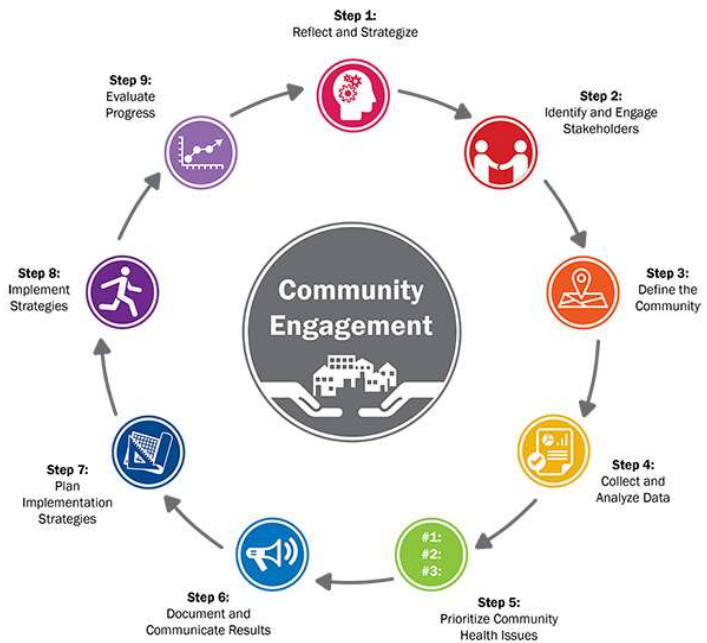 Step 1:
Reflect and Strategize
Step 2:
Identify and Engage
Stakeholders
Step 3:
Define the
Community
Step 4:
Collect and
Analyze Data
#1:
#2:
#3:
Step 5:
Prioritize Community
Health Issues
Step 6:
Document and
Communicate Results
Step 7:
Plan
Implementation
Strategies
Step 8:
Implement
Strategies
Step 9:
Evaluate
Progress
Community
Engagement